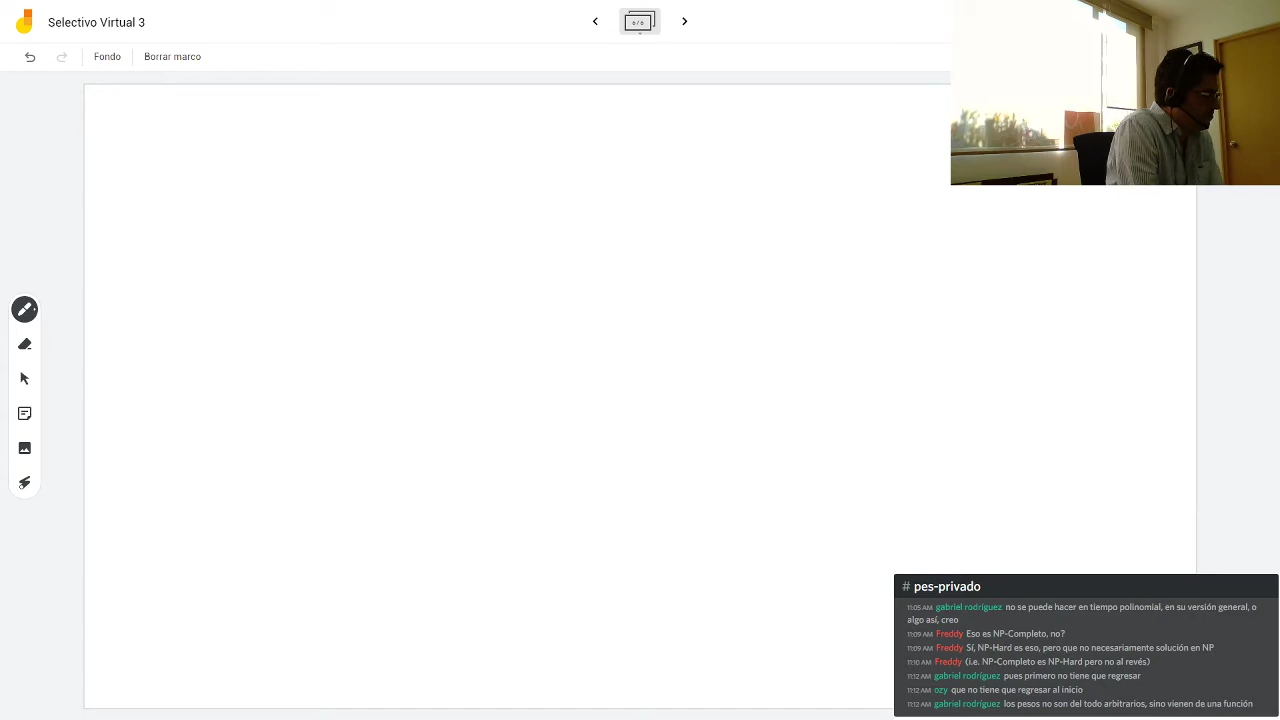 Selectivo Virtual 3
Fondo
Borrar marco
# pes-privado
11:05 AM gabriel rodríguez no se puede hacer en tiempo polinomial, en su versión general, o
algo así, creo
11:09 AM Freddy Eso es NP-Completo, no?
11:09 AM Freddy Sí, NP-Hard es eso, pero que no necesariamente solución en NP
11:10 AM Freddy (i.e. NP-Completo es NP-Hard pero no al revés)
11:12 AM gabriel rodríguez pues primero no tiene que regresar
11:12 AM ozy que no tiene que regresar al inicio
11:12 AM gabriel rodríguez los pesos no son del todo arbitrarios, sino vienen de una función